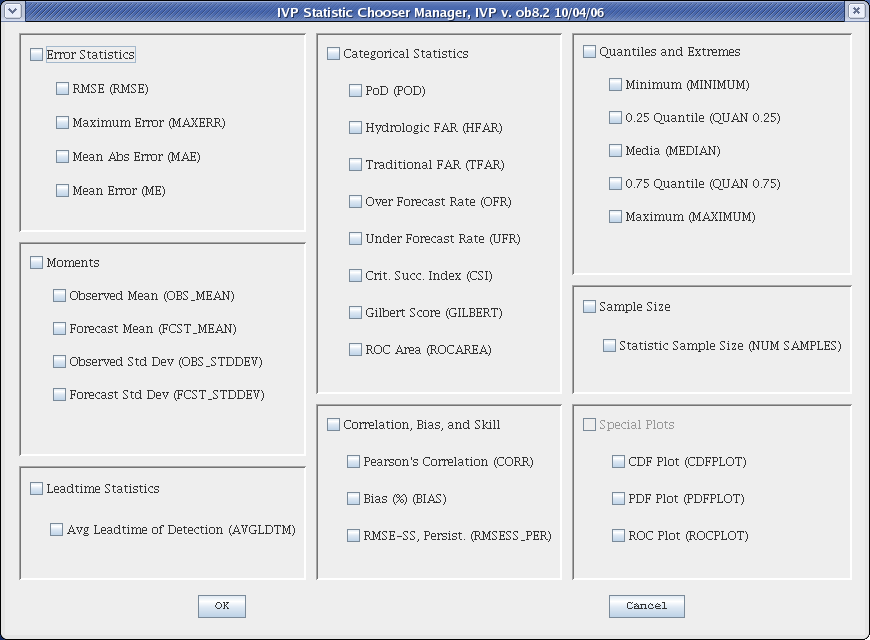 IVP Statistic Chooser Manager, IVP v. ob8.2 10/04/06
Error Statistics
RMSE (RMSE)
Maximum Error (MAXERR)
Mean Abs Error (MAE)
Mean Error (ME)
Moments
Observed Mean (OBS_MEAN)
Forecast Mean (FCST_MEAN)
Observed Std Dev (OBS_STDDEV)
Forecast Std Dev (FCST_STDDEV)
Leadtime Statistics
Avg Leadtime of Detection (AVGLDTM)
Categorical Statistics
PoD (POD)
Hydrologic FAR (HFAR)
Traditional FAR (TFAR)
Over Forecast Rate (OFR)
Under Forecast Rate (UFR)
Crit. Succ. Index (CSI)
Gilbert Score (GILBERT)
ROC Area (ROCAREA)
Correlation, Bias, and Skill
Pearson's Correlation (CORR)
Bias (%) (BIAS)
RMSE-SS, Persist. (RMSESS_PER)
Quantiles and Extremes
Minimum (MINIMUM)
0.25 Quantile (QUAN 0.25)
Media (MEDIAN)
0.75 Quantile (QUAN 0.75)
Maximum (MAXIMUM)
Sample Size
Statistic Sample Size (NUM SAMPLES)
Special Plots
CDF Plot (CDFPLOT)
PDF Plot (PDFPLOT)
ROC Plot (ROCPLOT)
OK
Cancel